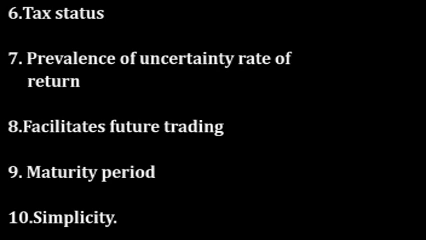 6.Tax status
7. Prevalence of uncertainty rate of
return
8.Facilitates future trading
9. Maturity period
10.Simplicity.